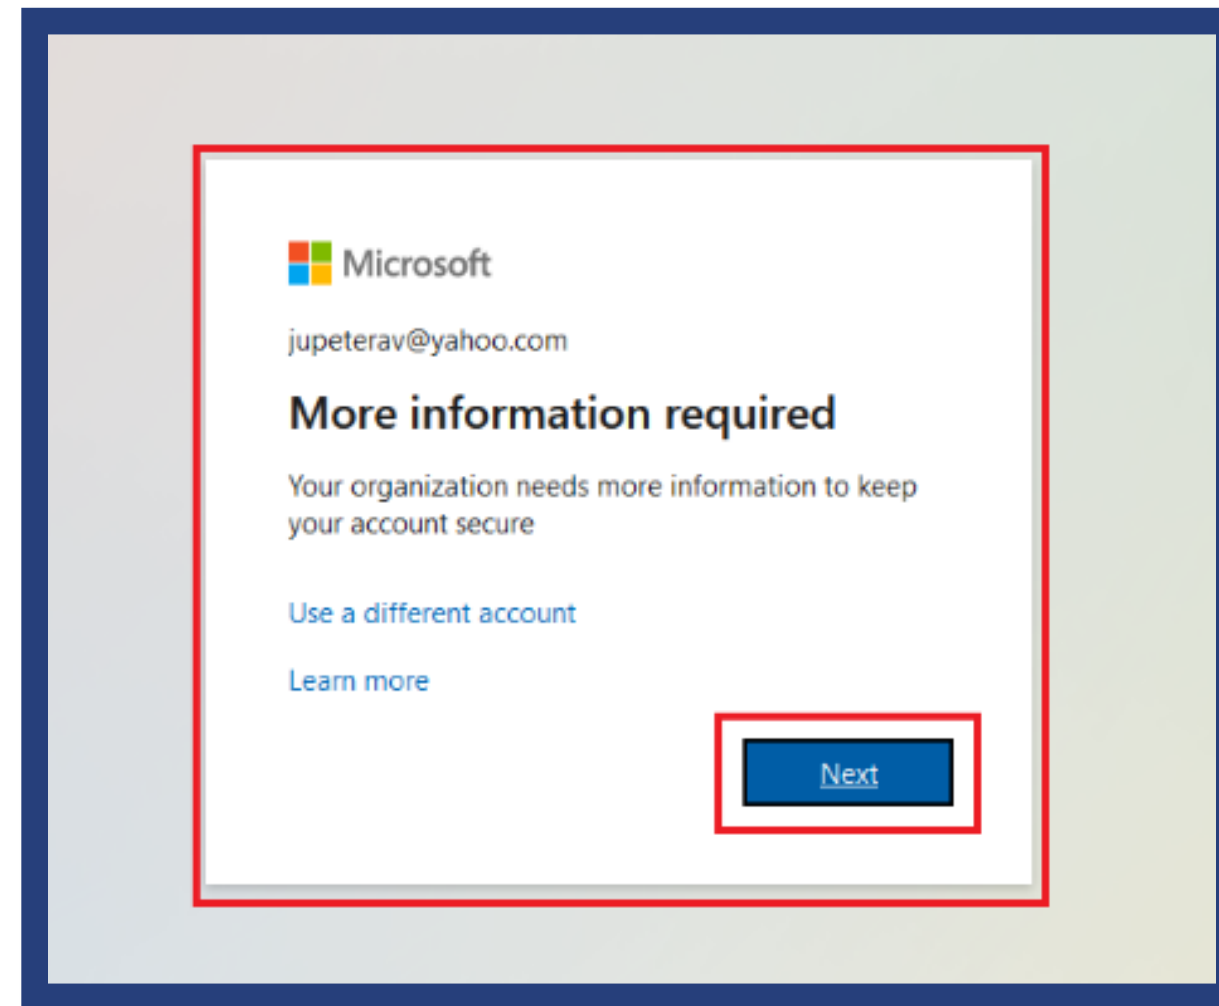 Microsoft
jupeterav@yahoo.com
More information required
Your organization needs more information to keep
your account secure
Use a different account
Learn more
Next